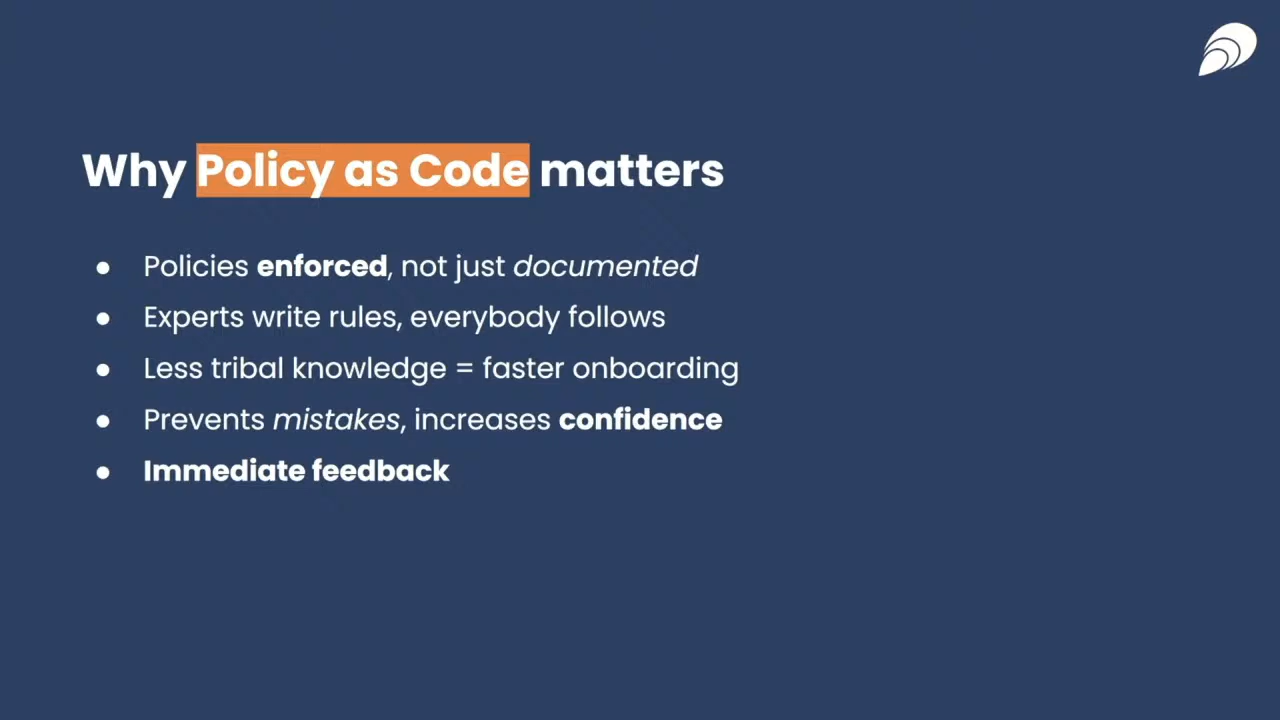 Why Policy as Code matters
● Policies enforced, not just documented
● Experts write rules, everybody follows
● Less tribal knowledge = faster onboarding
● Prevents mistakes, increases confidence
● Immediate feedback